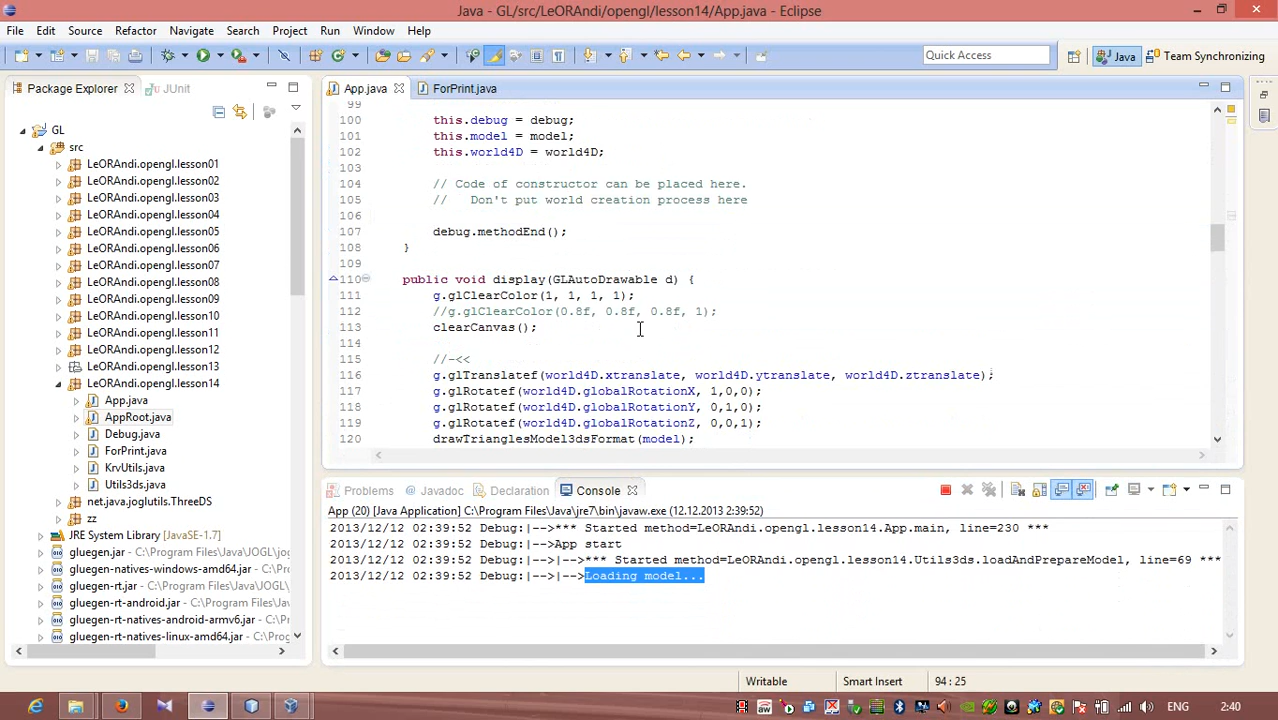 Java - GL/src/LeORAndi/opengl/lesson14/App.java - Eclipse
File Edit Source Refactor Navigate Search Project Run Window Help
Quick Access Java Team Synchronizing
Package Explorer JUnit
App.java ForPrint.java
GL
src
LeORAndi.opengl.lesson01
LeORAndi.opengl.lesson02
LeORAndi.opengl.lesson03
LeORAndi.opengl.lesson04
LeORAndi.opengl.lesson05
LeORAndi.opengl.lesson06
LeORAndi.opengl.lesson07
LeORAndi.opengl.lesson08
LeORAndi.opengl.lesson09
LeORAndi.opengl.lesson10
LeORAndi.opengl.lesson11
LeORAndi.opengl.lesson12
LeORAndi.opengl.lesson13
LeORAndi.opengl.lesson14
App.java
AppRoot.java
Debug.java
ForPrint.java
KrvUtils.java
Utils3ds.java
net.java.joglutils.ThreeDS
zz
JRE System Library [JavaSE-1.7]
gluegen.jar - C:\Program Files\Java\JOGL\
gluegen-natives-windows-amd64.jar -
gluegen-rt.jar - C:\Program Files\Java\JOG
gluegen-rt-android.jar - C:\Program Files\
gluegen-rt-natives-android-armv6.jar - C:
gluegen-rt-natives-linux-amd64.jar - C:\P
99
100 this.debug = debug;
101 this.model = model;
102 this.world4D = world4D;
103
104 // Code of constructor can be placed here.
105 //   Don't put world creation process here
106
107 debug.methodEnd();
108 }
109
110 public void display(GLAutoDrawable d) {
111 g.glClearColor(1, 1, 1, 1);
112 //g.glClearColor(0.8f, 0.8f, 0.8f, 1);
113 clearCanvas();
114
115 //-<<
116 g.glTranslatef(world4D.xtranslate, world4D.ytranslate, world4D.ztranslate);
117 g.glRotatef(world4D.globalRotationX, 1,0,0);
118 g.glRotatef(world4D.globalRotationY, 0,1,0);
119 g.glRotatef(world4D.globalRotationZ, 0,0,1);
120 drawTrianglesModel3dsFormat(model);
Problems Javadoc Declaration Console
App (20) [Java Application] C:\Program Files\Java\jre7\bin\javaw.exe (12.12.2013 2:39:52)
2013/12/12 02:39:52 Debug:|-->*** Started method=LeORAndi.opengl.lesson14.App.main, line=230 ***
2013/12/12 02:39:52 Debug:|-->App start
2013/12/12 02:39:52 Debug:|-->|-->*** Started method=LeORAndi.opengl.lesson14.Utils3ds.loadAndPrepareModel, line=69 ***
2013/12/12 02:39:52 Debug:|-->|-->Loading model...
Writable Smart Insert 94 : 25
ENG 2:40